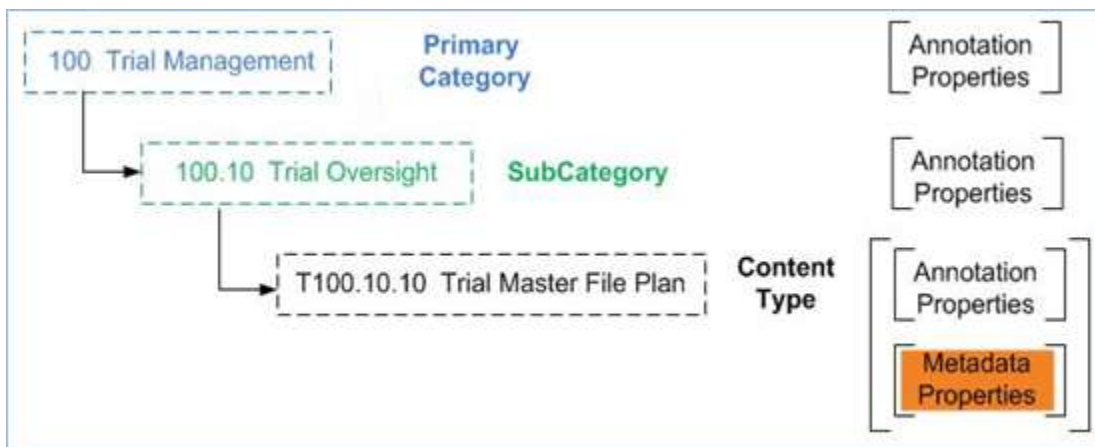 100 Trial Management
Primary
Category
Annotation
Properties
100.10 Trial Oversight
SubCategory
Annotation
Properties
T100.10.10 Trial Master File Plan
Content
Type
Annotation
Properties
Metadada
Properties